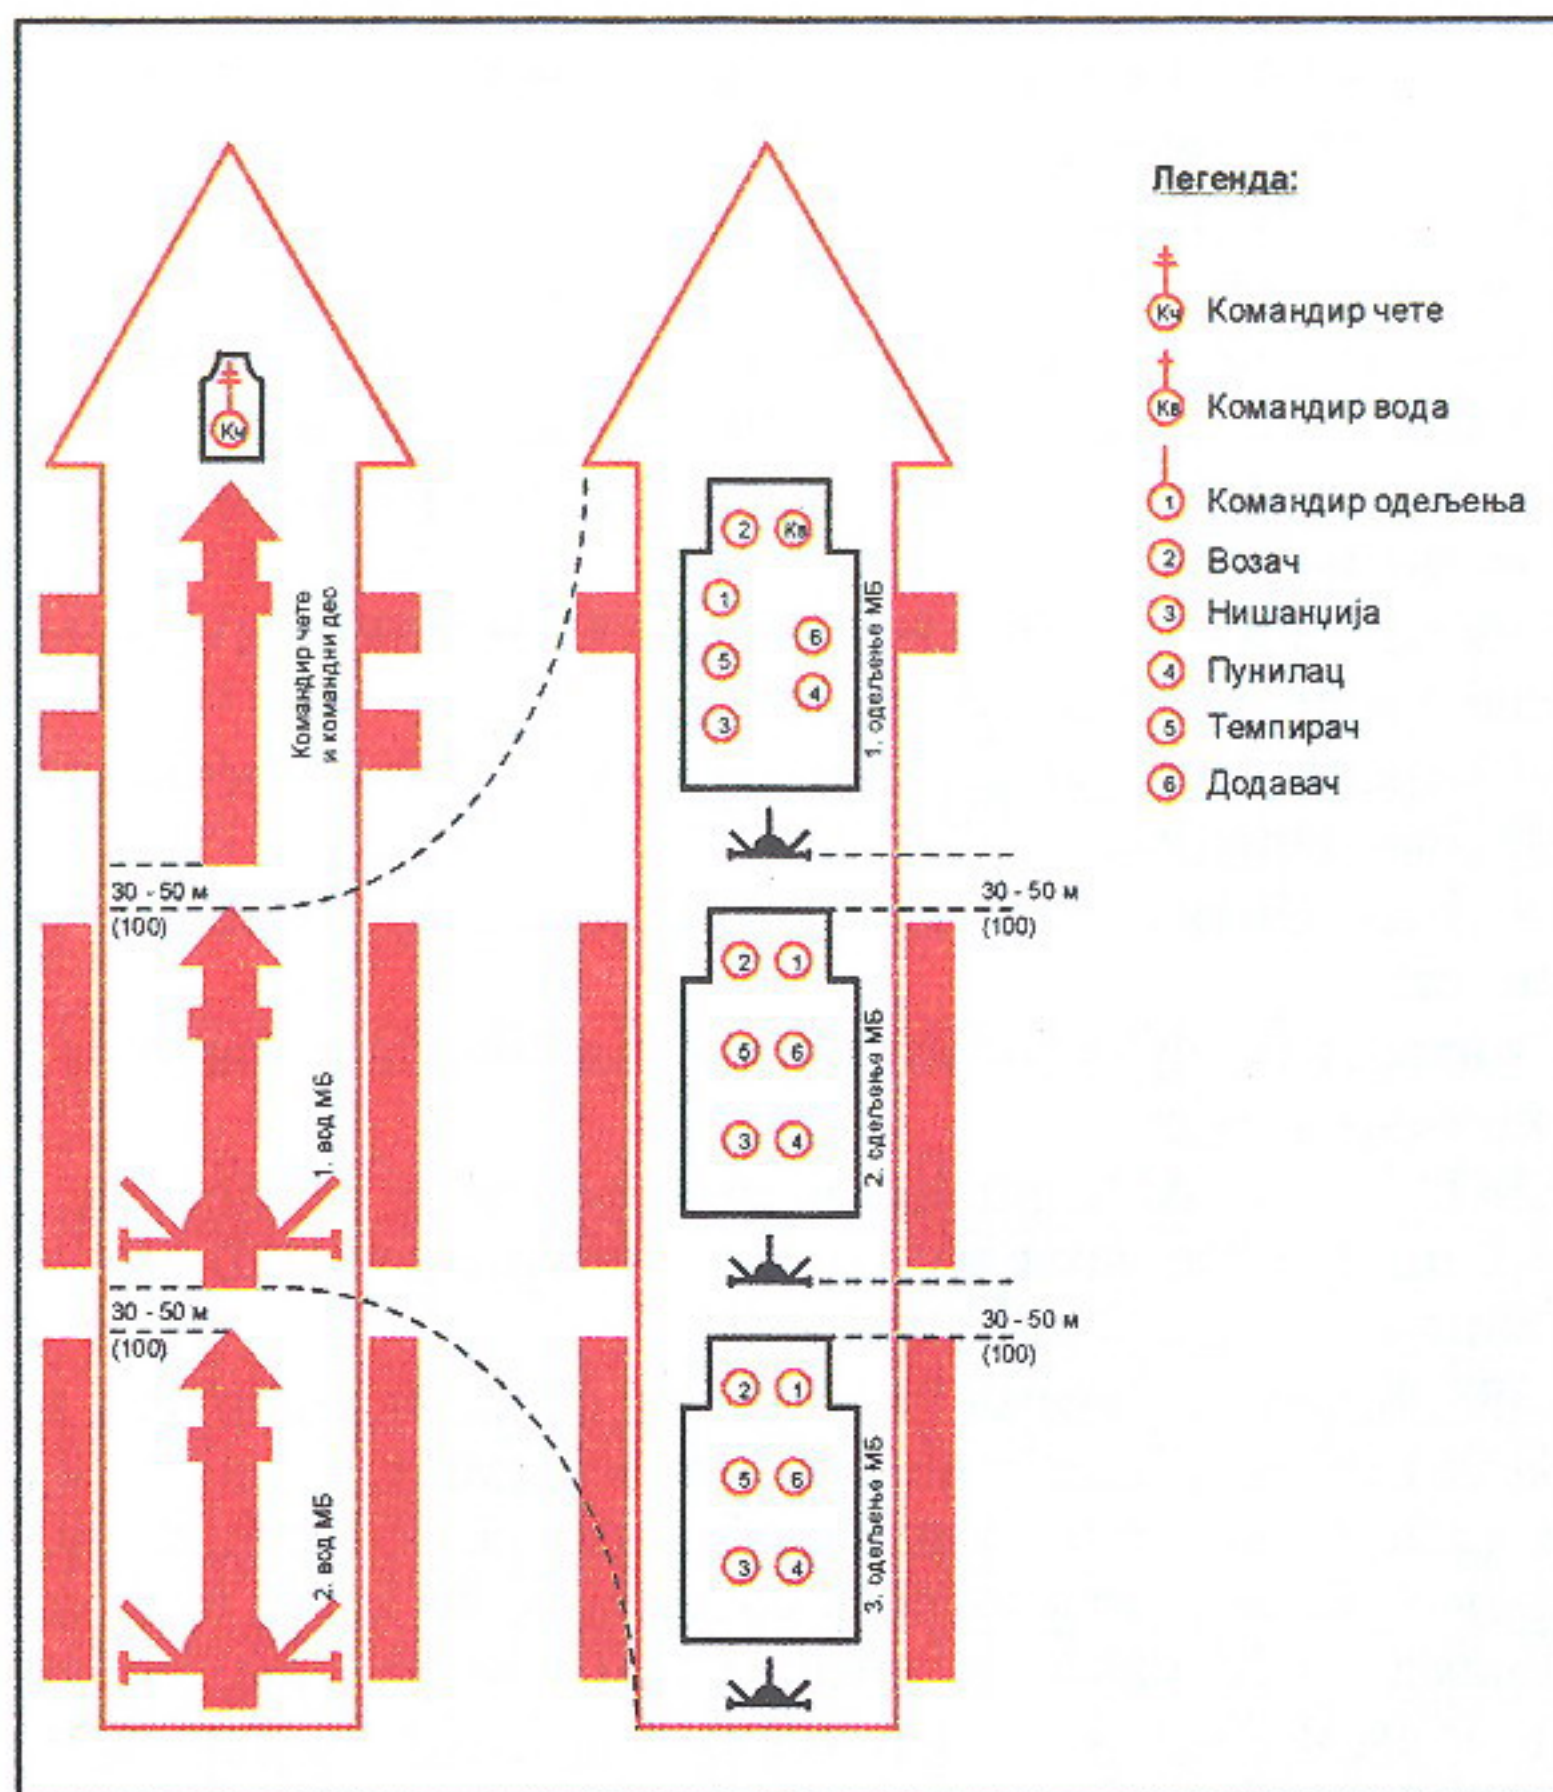 Легенда:
Кч Командир чете
Кв Командир вода
1 Командир одељења
2 Возач
3 Нишанџија
4 Пунилац
5 Темпирач
6 Додавач
Кч
Командир чете
и командни део
30 - 50 м
(100)
1. вод МБ
30 - 50 м
(100)
2. вод МБ
2 Кв
1
6
5
4
3
1. одељење МБ
30 - 50 м
(100)
2 1
5 6
3 4
2. одељење МБ
30 - 50 м
(100)
2 1
5 6
3 4
3. одељење МБ